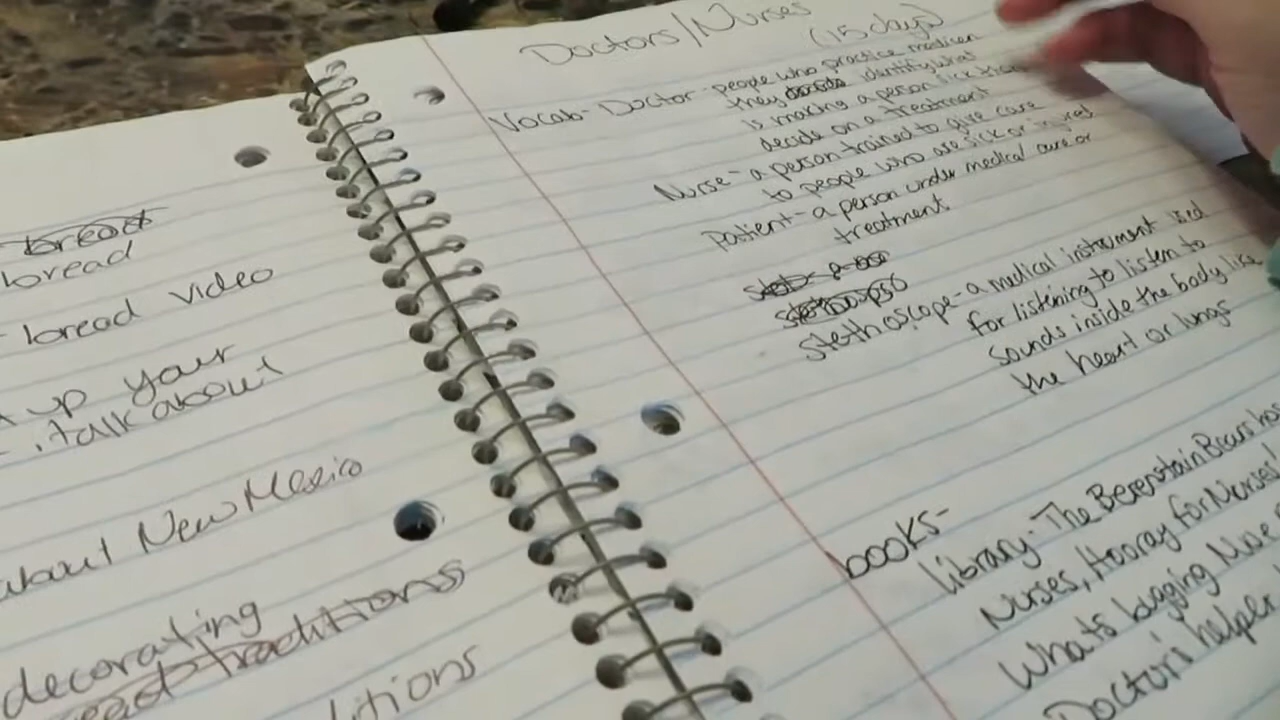 bread
bread
bread video
up your
talk about
about New Mexico
decorating
traditions
Doctors/Nurses
(15 days)
Vocab - Doctor - people who practice medicen
they identify what
is making a person sick
decide on a treatment
Nurse - a person trained to give care
to people who are sick or injured
Patient - a person under medical care or
treatment
stethoscope - a medical instrument used
for listening to listen to
sounds inside the body like
the heart or lungs
books -
library - The Berenstain Bears
Nurses, Hooray for Nurses!
Whats bugging
Doctor's helper